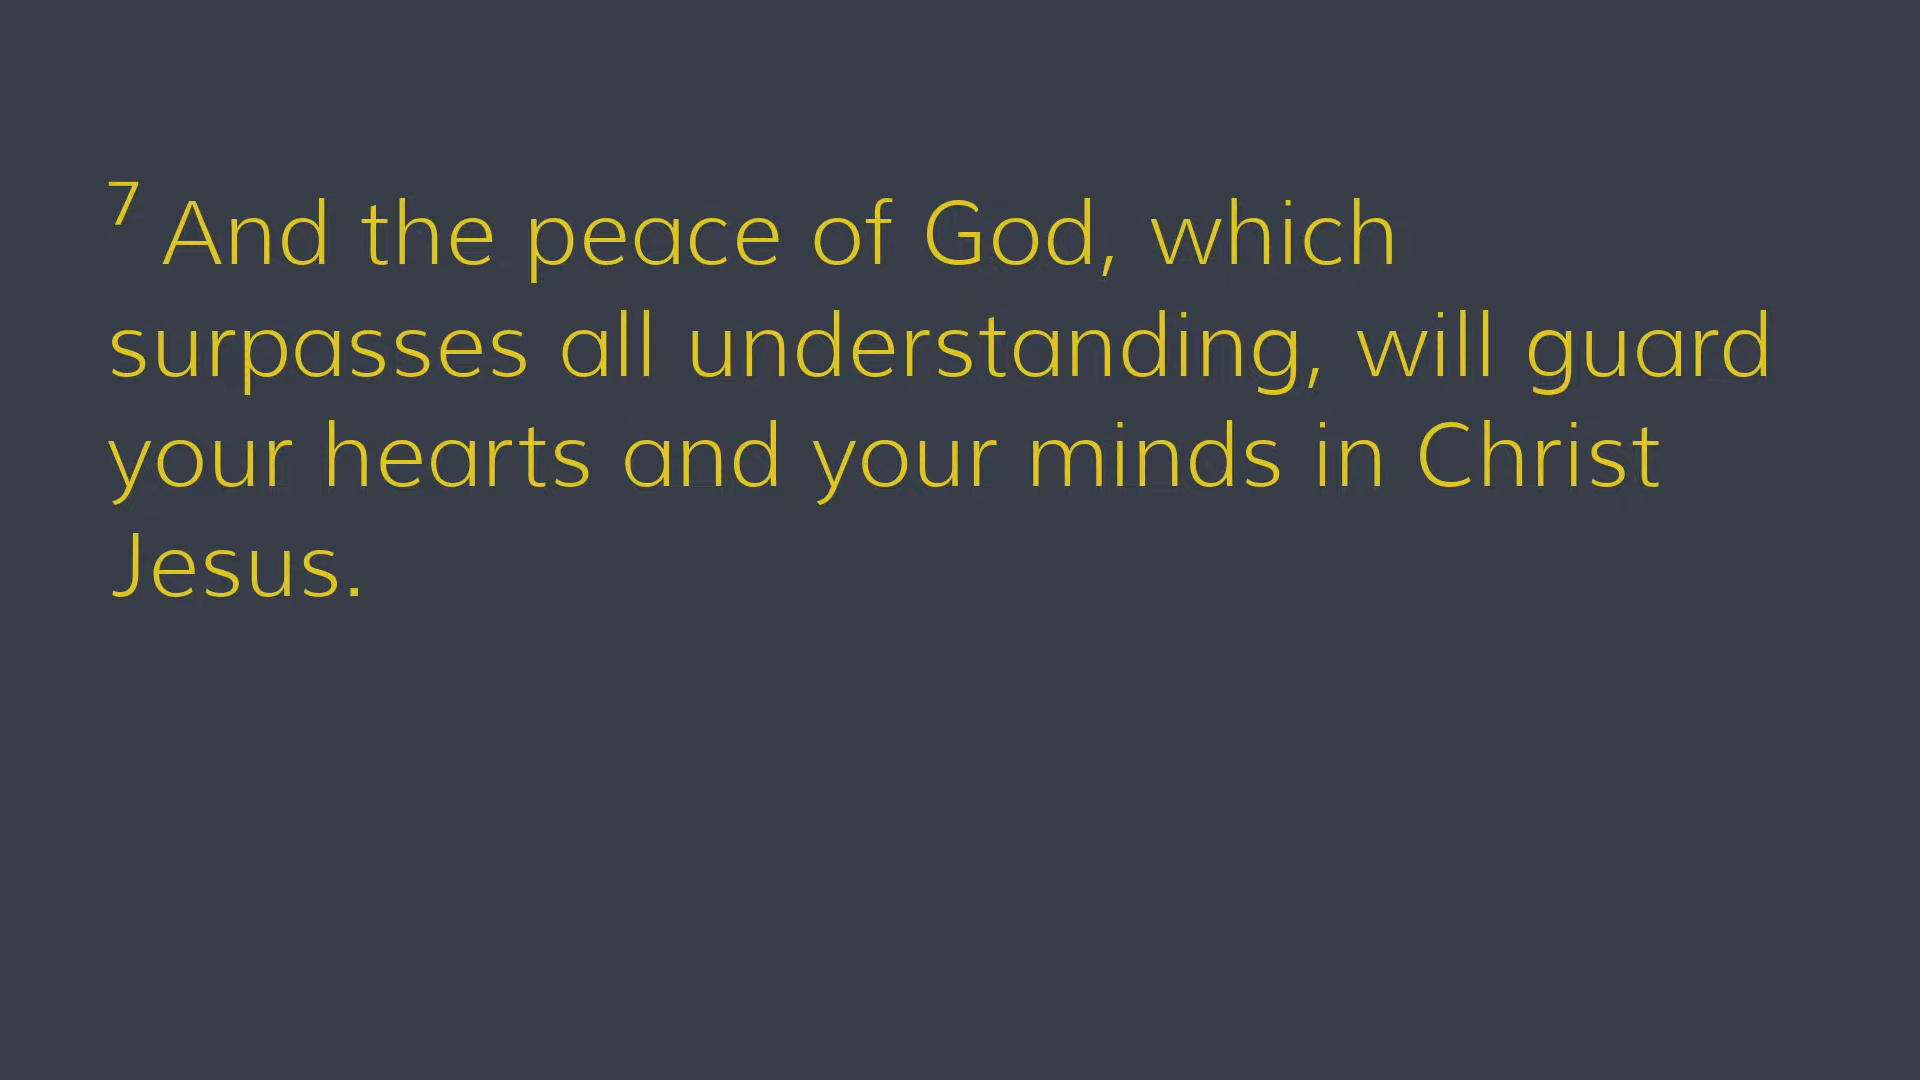 7 And the peace of God, which
surpasses all understanding, will guard
your hearts and your minds in Christ
Jesus.